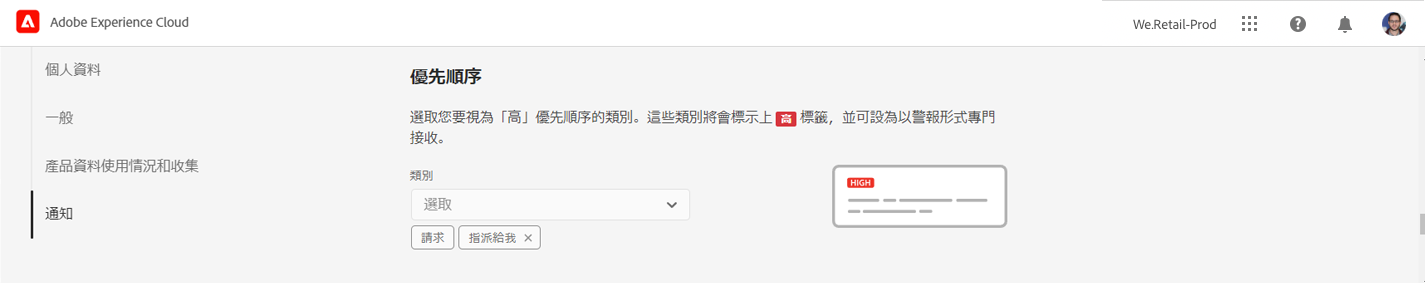 Adobe Experience Cloud
We.Retail-Prod
個人資料
一般
產品資料使用情況和收集
通知
優先順序
選取您要視為「高」優先順序的類別。這些類別將會標示上 高 標籤，並可設為以警報形式專門
接收。
類別
選取
請求
指派給我
HIGH